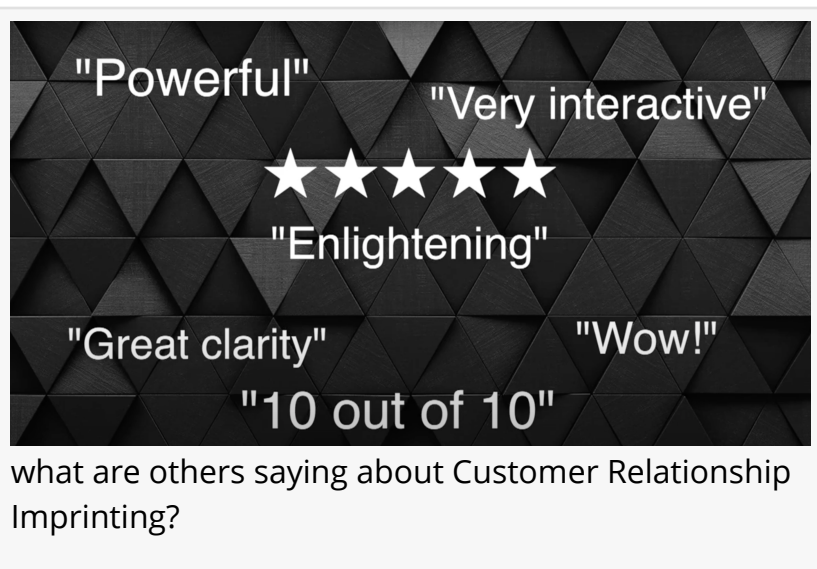 "Powerful"
"Very interactive"
★★★★★
"Enlightening"
"Great clarity"
"Wow!"
"10 out of 10"
what are others saying about Customer Relationship
Imprinting?